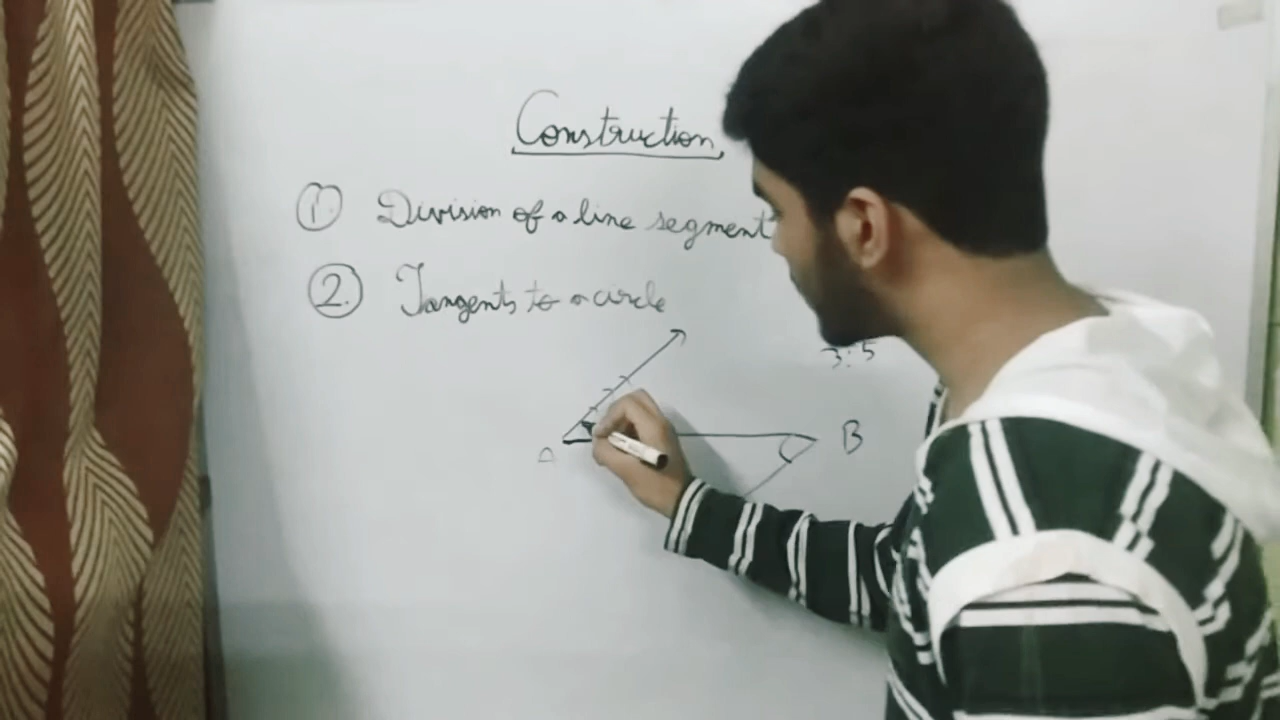 Construction
1. Division of a line segment
2. Tangents to a circle
3:5
A B